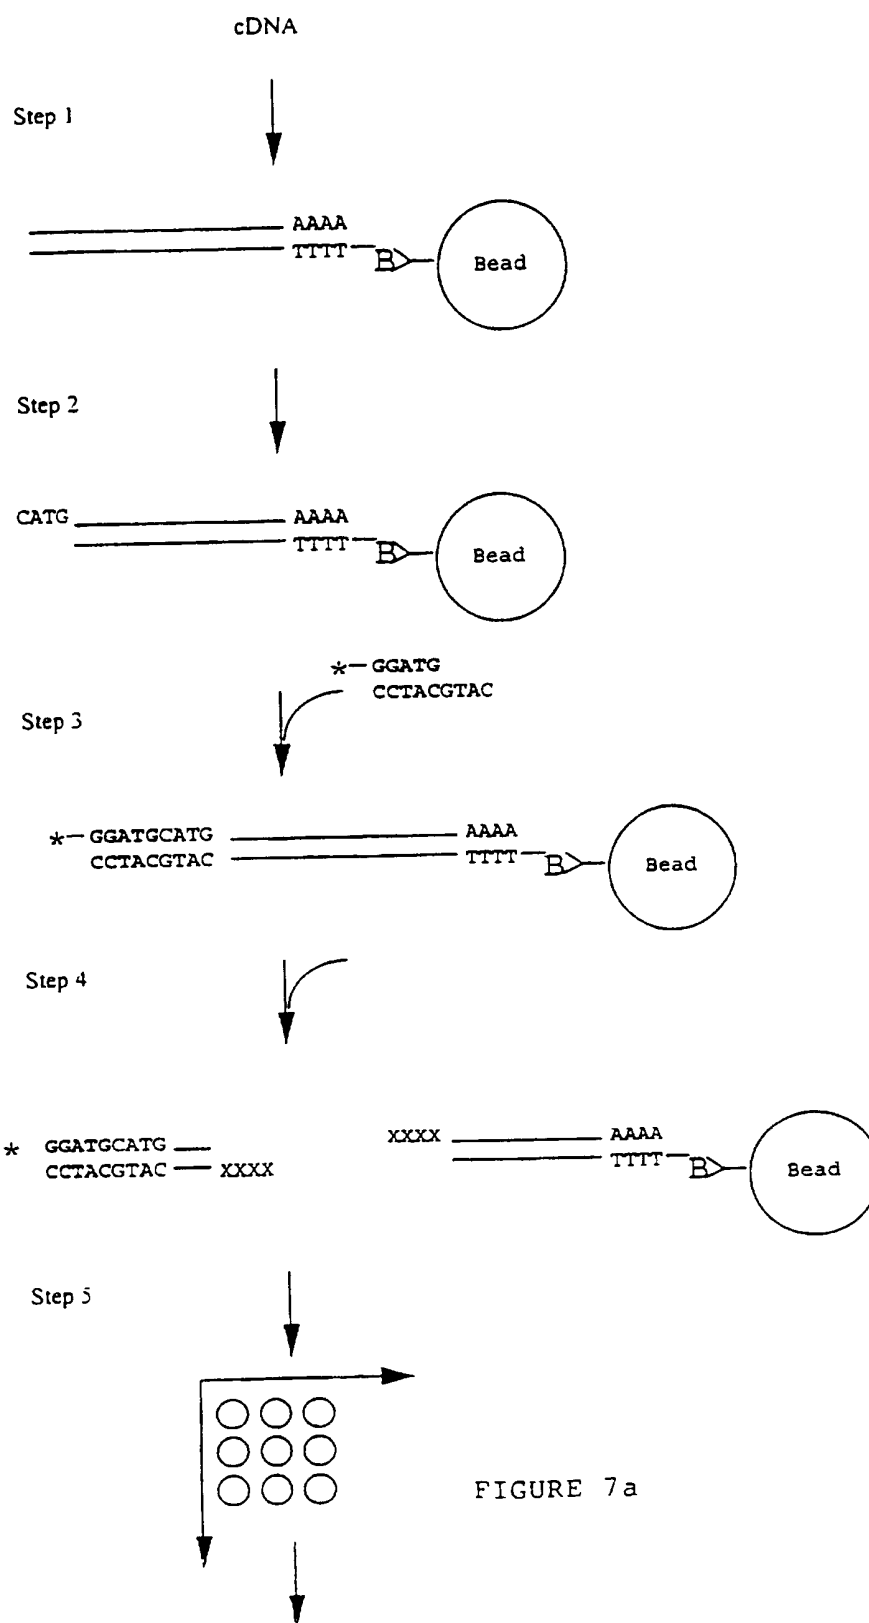 cDNA
Step 1
AAAA
TTTT
B
Bead
Step 2
CATG
AAAA
TTTT
B
Bead
*—GGATG
CCTACGTAC
Step 3
*—GGATGCATG
AAAA
CCTACGTAC
TTTT
B
Bead
Step 4
XXXX
AAAA
* GGATGCATG
TTTT
CCTACGTAC
XXXX
B
Bead
Step 5
FIGURE 7a